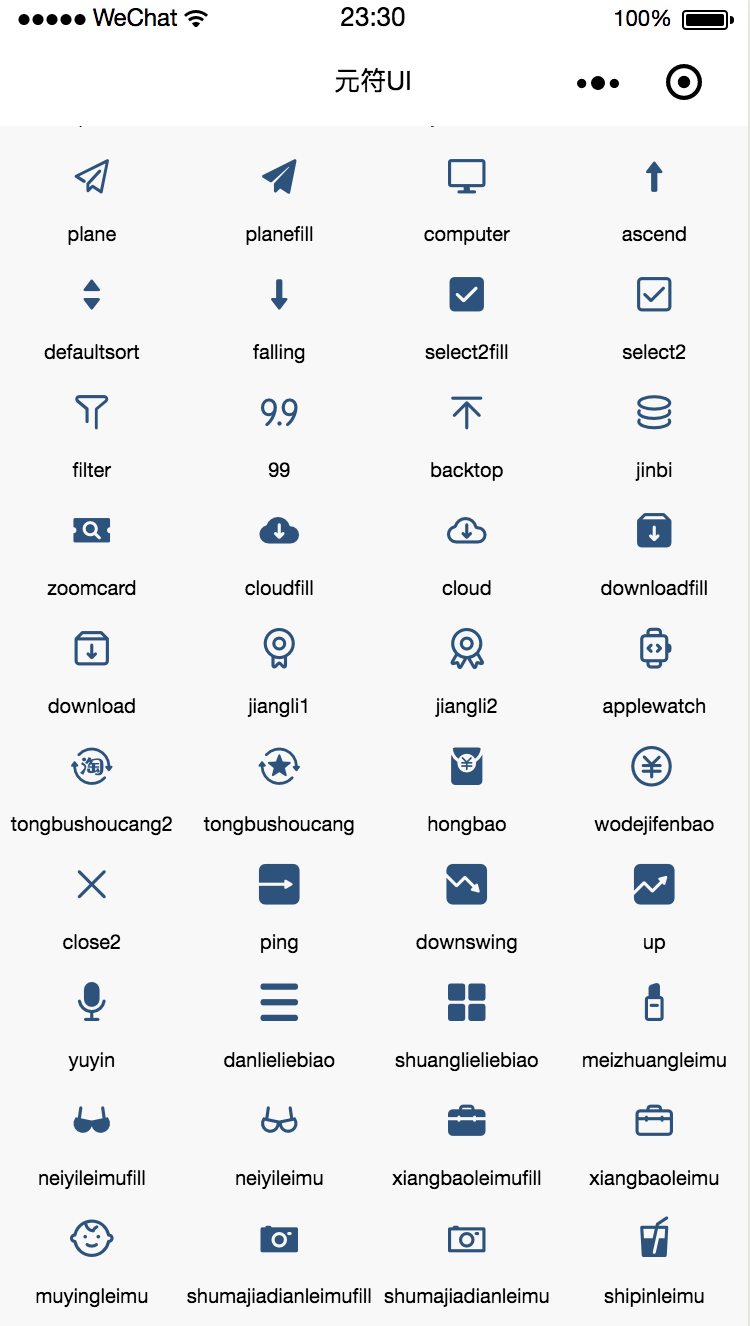 ●●●●● WeChat 23:30 100%
元符UI
plane planefill computer ascend
defaultsort falling select2fill select2
9.9
filter 99 backtop jinbi
zoomcard cloudfill cloud downloadfill
download jiangli1 jiangli2 applewatch
淘 ¥ ¥
tongbushoucang2 tongbushoucang hongbao wodejifenbao
close2 ping downswing up
yuyin danlieliebiao shuanglieliebiao meizhuangleimu
neiyileimufill neiyileimu xiangbaoleimufill xiangbaoleimu
muyingleimu shumajiadianleimufill shumajiadianleimu shipinleimu